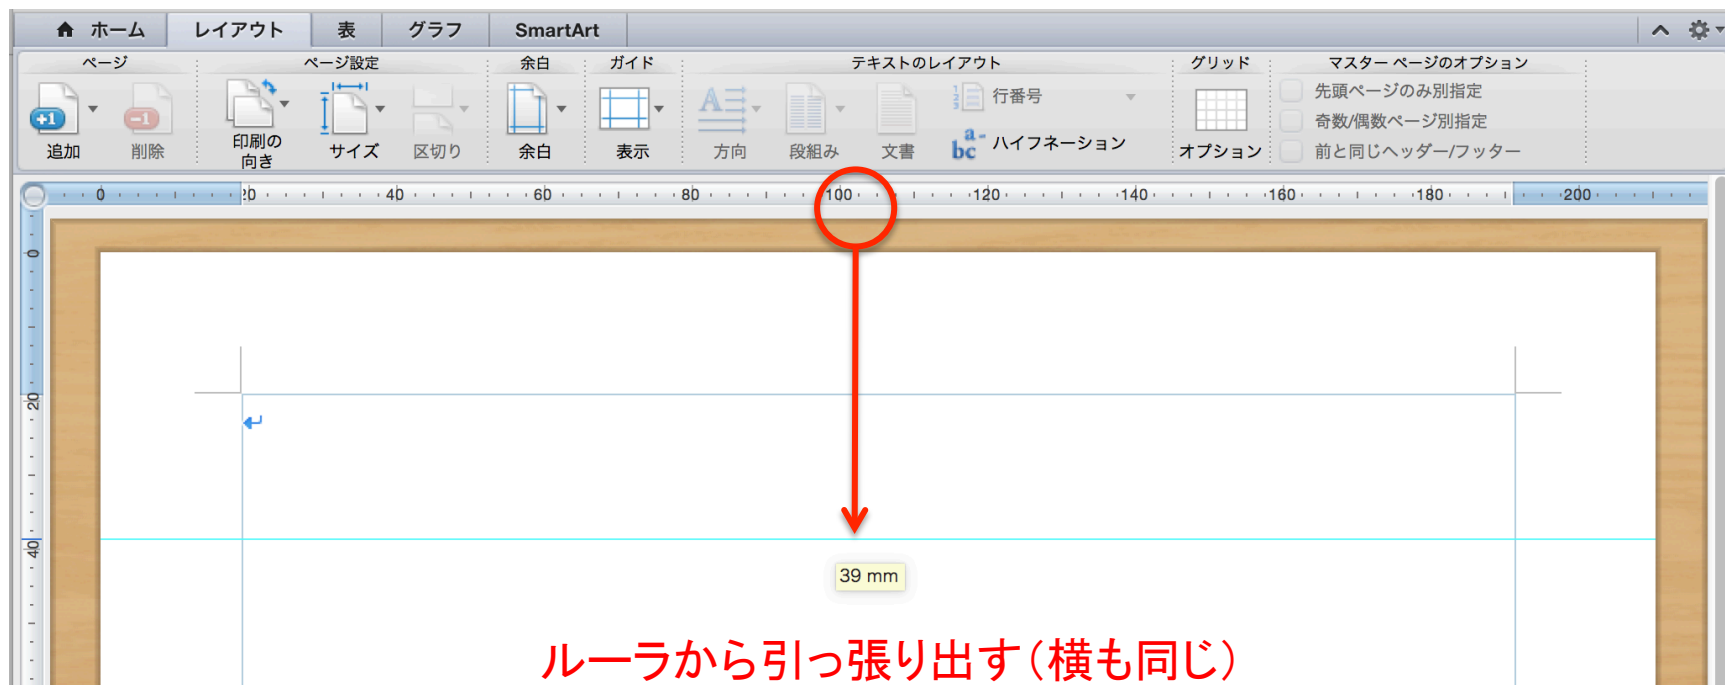 ホーム レイアウト 表 グラフ SmartArt
ページ ページ設定 余白 ガイド テキストのレイアウト グリッド マスター ページのオプション
追加 削除 印刷の向き サイズ 区切り 余白 表示 方向 段組み 文書 行番号 ハイフネーション オプション
先頭ページのみ別指定
奇数/偶数ページ別指定
前と同じヘッダー/フッター
0 20 40 60 80 100 120 140 160 180 200
0
20
40
39 mm
ルーラから引っ張り出す（横も同じ）